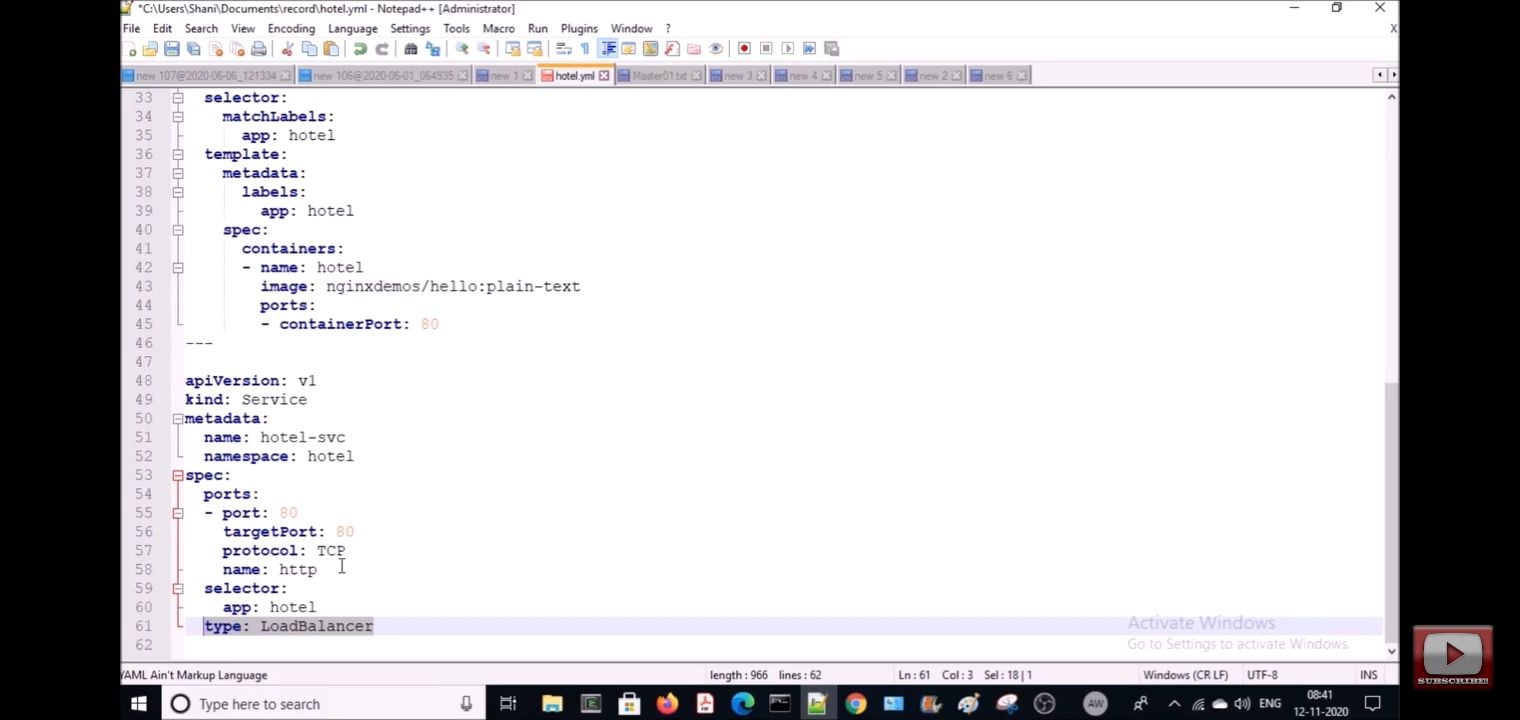 *C:\Users\Shani\Documents\record\hotel.yml - Notepad++ [Administrator]
File Edit Search View Encoding Language Settings Tools Macro Run Plugins Window ? X
new 107@2020-06-06_121334 new 106@2020-06-01_064935 new 1 hotel.yml Master01.txt new 3 new 4 new 5 new 2 new 6
33 selector:
34 matchLabels:
35 app: hotel
36 template:
37 metadata:
38 labels:
39 app: hotel
40 spec:
41 containers:
42 - name: hotel
43 image: nginxdemos/hello:plain-text
44 ports:
45 - containerPort: 80
46 ---
47
48 apiVersion: v1
49 kind: Service
50 metadata:
51 name: hotel-svc
52 namespace: hotel
53 spec:
54 ports:
55 - port: 80
56 targetPort: 80
57 protocol: TCP
58 name: http
59 selector:
60 app: hotel
61 type: LoadBalancer
62
Activate Windows
Go to Settings to activate Windows.
SUBSCRIBE!
YAML Ain't Markup Language length : 966 lines : 62 Ln : 61 Col : 3 Sel : 18 | 1 Windows (CR LF) UTF-8 INS
Type here to search AW ENG 08:41
12-11-2020